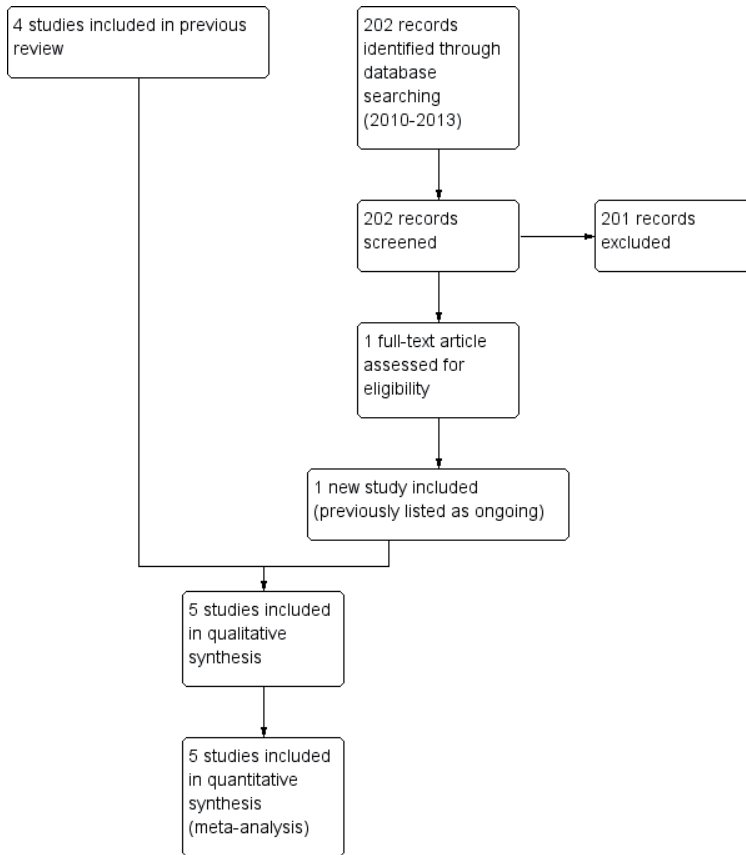 4 studies included in previous
review
202 records
identified through
database
searching
(2010-2013)
202 records
screened
201 records
excluded
1 full-text article
assessed for
eligibility
1 new study included
(previously listed as ongoing)
5 studies included
in qualitative
synthesis
5 studies included
in quantitative
synthesis
(meta-analysis)